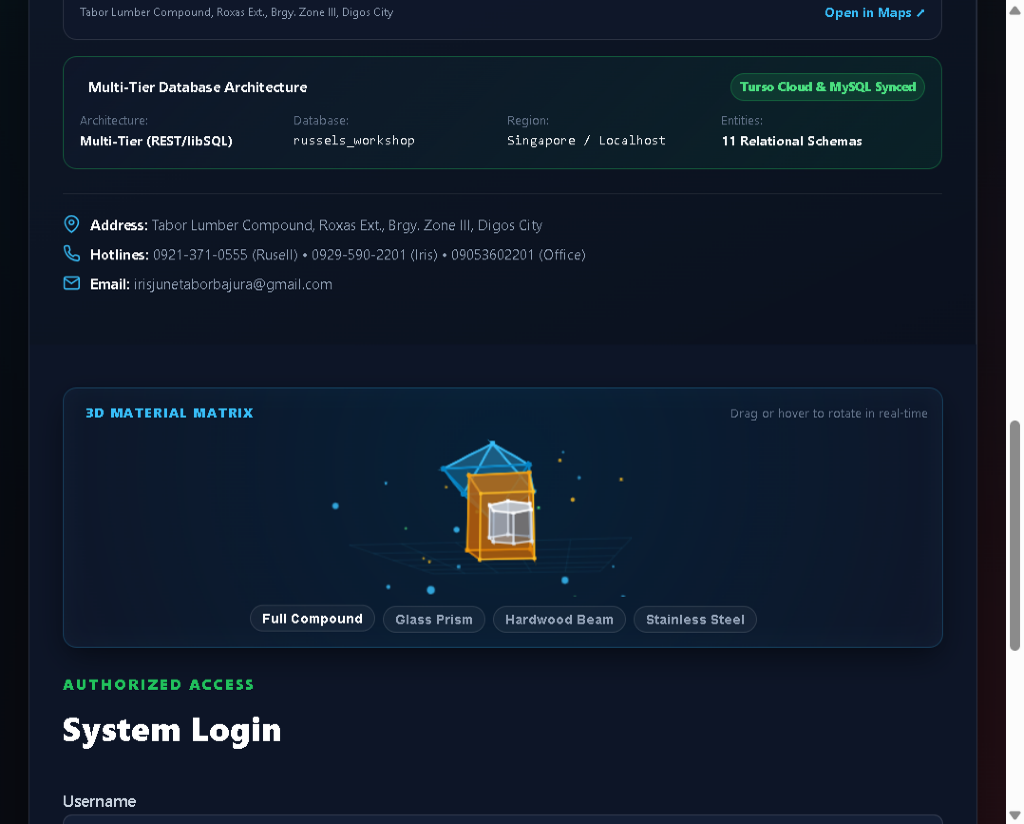 Tabor Lumber Compound, Roxas Ext., Brgy. Zone III, Digos City
Open in Maps ↗
Multi-Tier Database Architecture
Turso Cloud & MySQL Synced
Architecture:
Multi-Tier (REST/libSQL)
Database:
russels_workshop
Region:
Singapore / Localhost
Entities:
11 Relational Schemas
Address: Tabor Lumber Compound, Roxas Ext., Brgy. Zone III, Digos City
Hotlines: 0921-371-0555 (Rusell) • 0929-590-2201 (Iris) • 09053602201 (Office)
Email: irisjunetaborbajura@gmail.com
3D MATERIAL MATRIX
Drag or hover to rotate in real-time
Full Compound
Glass Prism
Hardwood Beam
Stainless Steel
AUTHORIZED ACCESS
System Login
Username